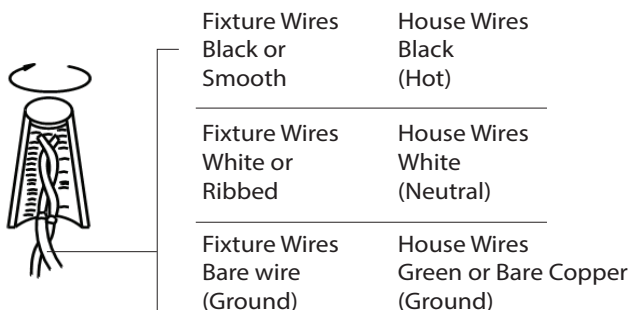 Fixture Wires House Wires
Black or Black
Smooth (Hot)
Fixture Wires House Wires
White or White
Ribbed (Neutral)
Fixture Wires House Wires
Bare wire Green or Bare Copper
(Ground) (Ground)